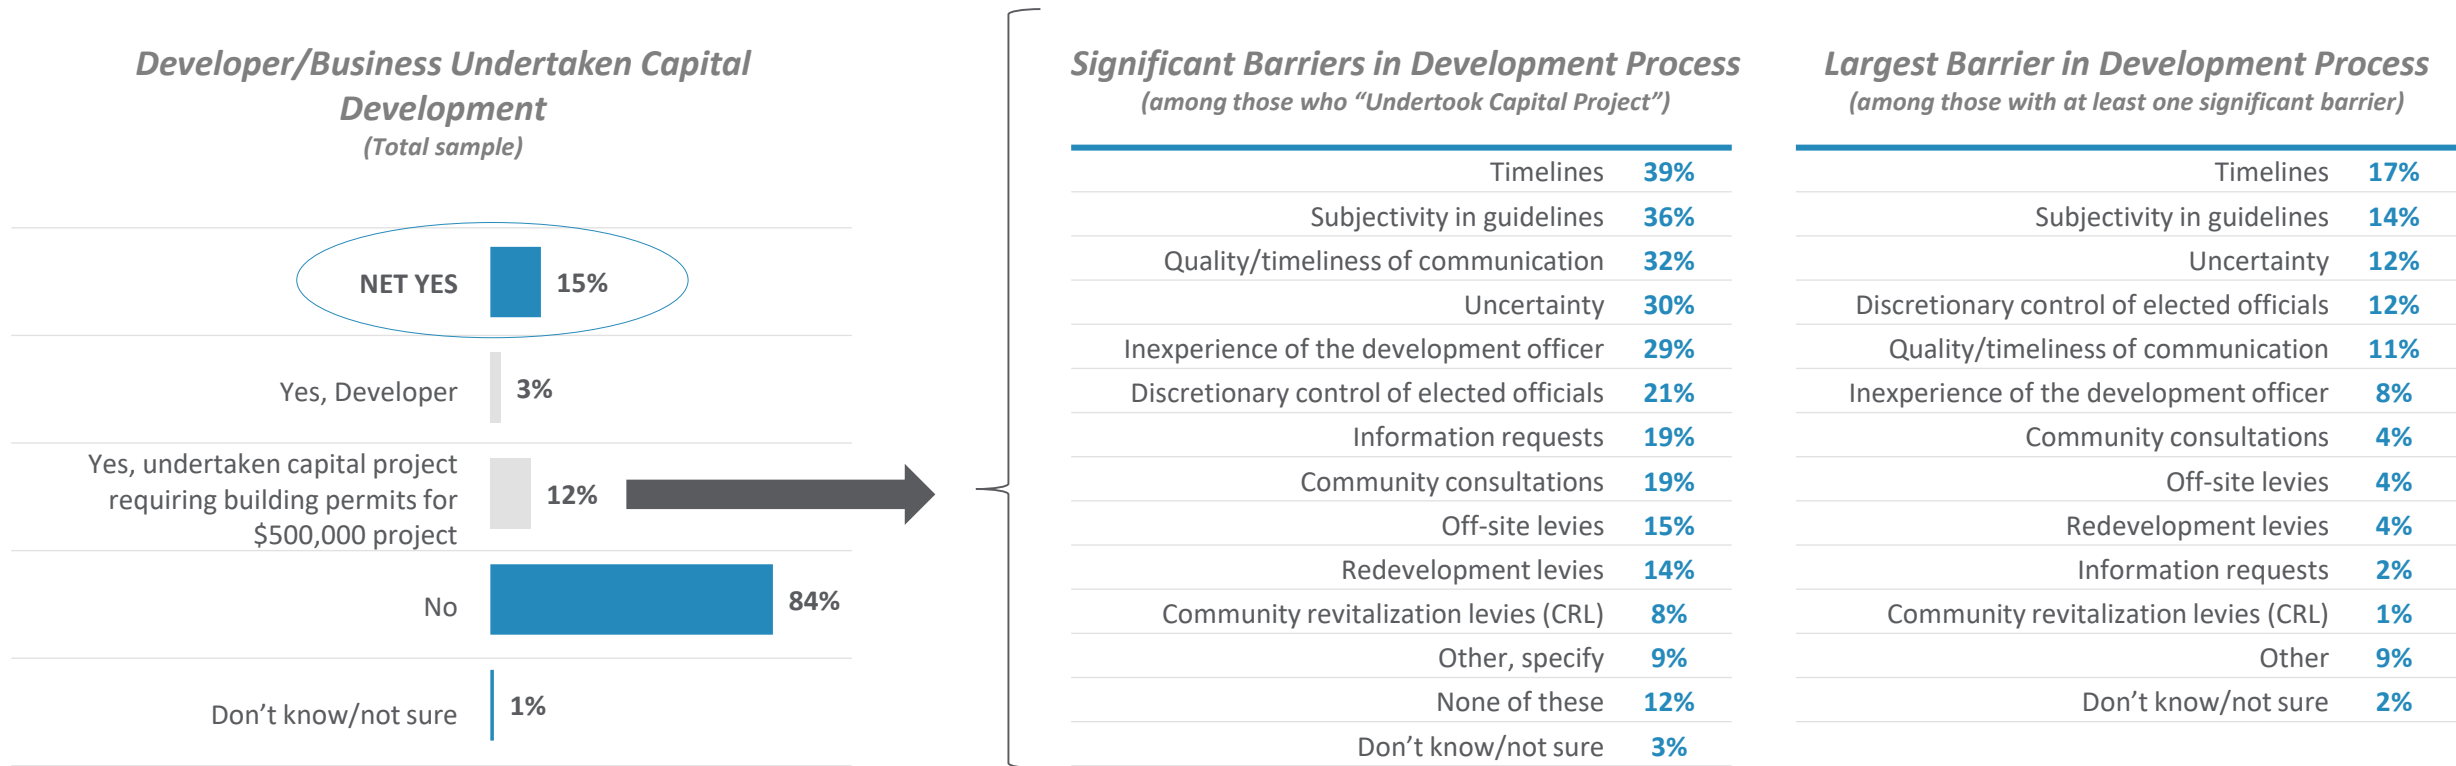 Developer/Business Undertaken Capital
Development
(Total sample)
NET YES 15%
Yes, Developer 3%
Yes, undertaken capital project
requiring building permits for
$500,000 project
12%
No 84%
Don’t know/not sure 1%
Significant Barriers in Development Process
(among those who “Undertook Capital Project”)
Timelines 39%
Subjectivity in guidelines 36%
Quality/timeliness of communication 32%
Uncertainty 30%
Inexperience of the development officer 29%
Discretionary control of elected officials 21%
Information requests 19%
Community consultations 19%
Off-site levies 15%
Redevelopment levies 14%
Community revitalization levies (CRL) 8%
Other, specify 9%
None of these 12%
Don’t know/not sure 3%
Largest Barrier in Development Process
(among those with at least one significant barrier)
Timelines 17%
Subjectivity in guidelines 14%
Uncertainty 12%
Discretionary control of elected officials 12%
Quality/timeliness of communication 11%
Inexperience of the development officer 8%
Community consultations 4%
Off-site levies 4%
Redevelopment levies 4%
Information requests 2%
Community revitalization levies (CRL) 1%
Other 9%
Don’t know/not sure 2%